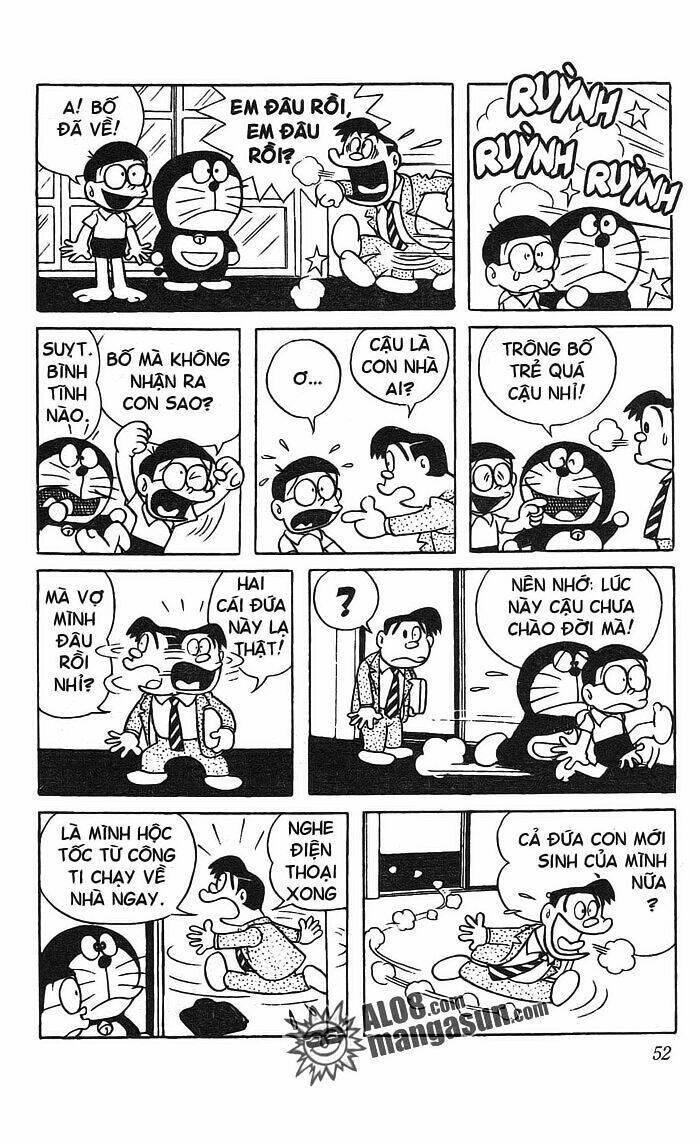 A! BỐ
ĐÃ VỀ!
EM ĐÂU RỒI,
EM ĐÂU
RỒI?
RUỲNH
RUỲNH
RUỲNH
SUỴT.
BÌNH
TĨNH
NÀO.
BỐ MÀ KHÔNG
NHẬN RA
CON SAO?
Ơ...
CẬU LÀ
CON NHÀ
AI?
TRÔNG BỐ
TRẺ QUÁ
CẬU NHỈ!
MÀ VỢ
MÌNH
ĐÂU
RỒI
NHỈ?
HAI
CÁI ĐỨA
NÀY LẠ
THẬT!
?
NÊN NHỚ: LÚC
NÀY CẬU CHƯA
CHÀO ĐỜI MÀ!
LÀ MÌNH HỘC
TỐC TỪ CÔNG
TI CHẠY VỀ
NHÀ NGAY.
NGHE
ĐIỆN
THOẠI
XONG
CẢ ĐỨA CON MỚI
SINH CỦA MÌNH
NỮA
?
ALO8.com
mangasun.com
52